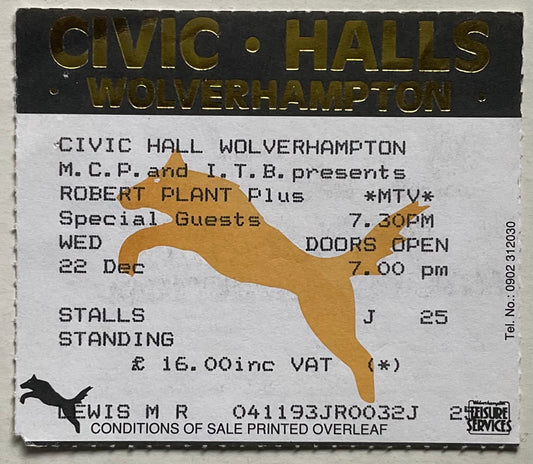 CIVIC · HALLS
· WOLVERHAMPTON ·
CIVIC HALL WOLVERHAMPTON
M.C.P. and I.T.B. presents
ROBERT PLANT Plus *MTV*
Special Guests 7.30PM
WED DOORS OPEN
22 Dec 7.00 pm
STALLS J 25
STANDING
£ 16.00inc VAT (*)
LEWIS M R 041193JR0032J 25
CONDITIONS OF SALE PRINTED OVERLEAF
Wolverhampton
LEISURE
SERVICES
Tel. No.: 0902 312030